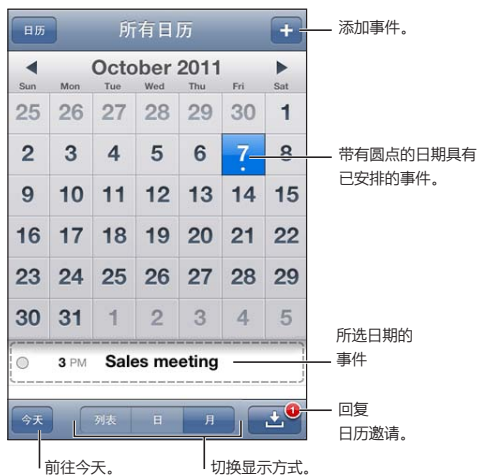 日历
所有日历
+
添加事件。
October 2011
Sun Mon Tue Wed Thu Fri Sat
25 26 27 28 29 30 1
2 3 4 5 6 7 8
带有圆点的日期具有
已安排的事件。
9 10 11 12 13 14 15
16 17 18 19 20 21 22
23 24 25 26 27 28 29
30 31 1 2 3 4 5
所选日期的
事件
3 PM Sales meeting
今天
列表 日 月
1
回复
日历邀请。
前往今天。
切换显示方式。